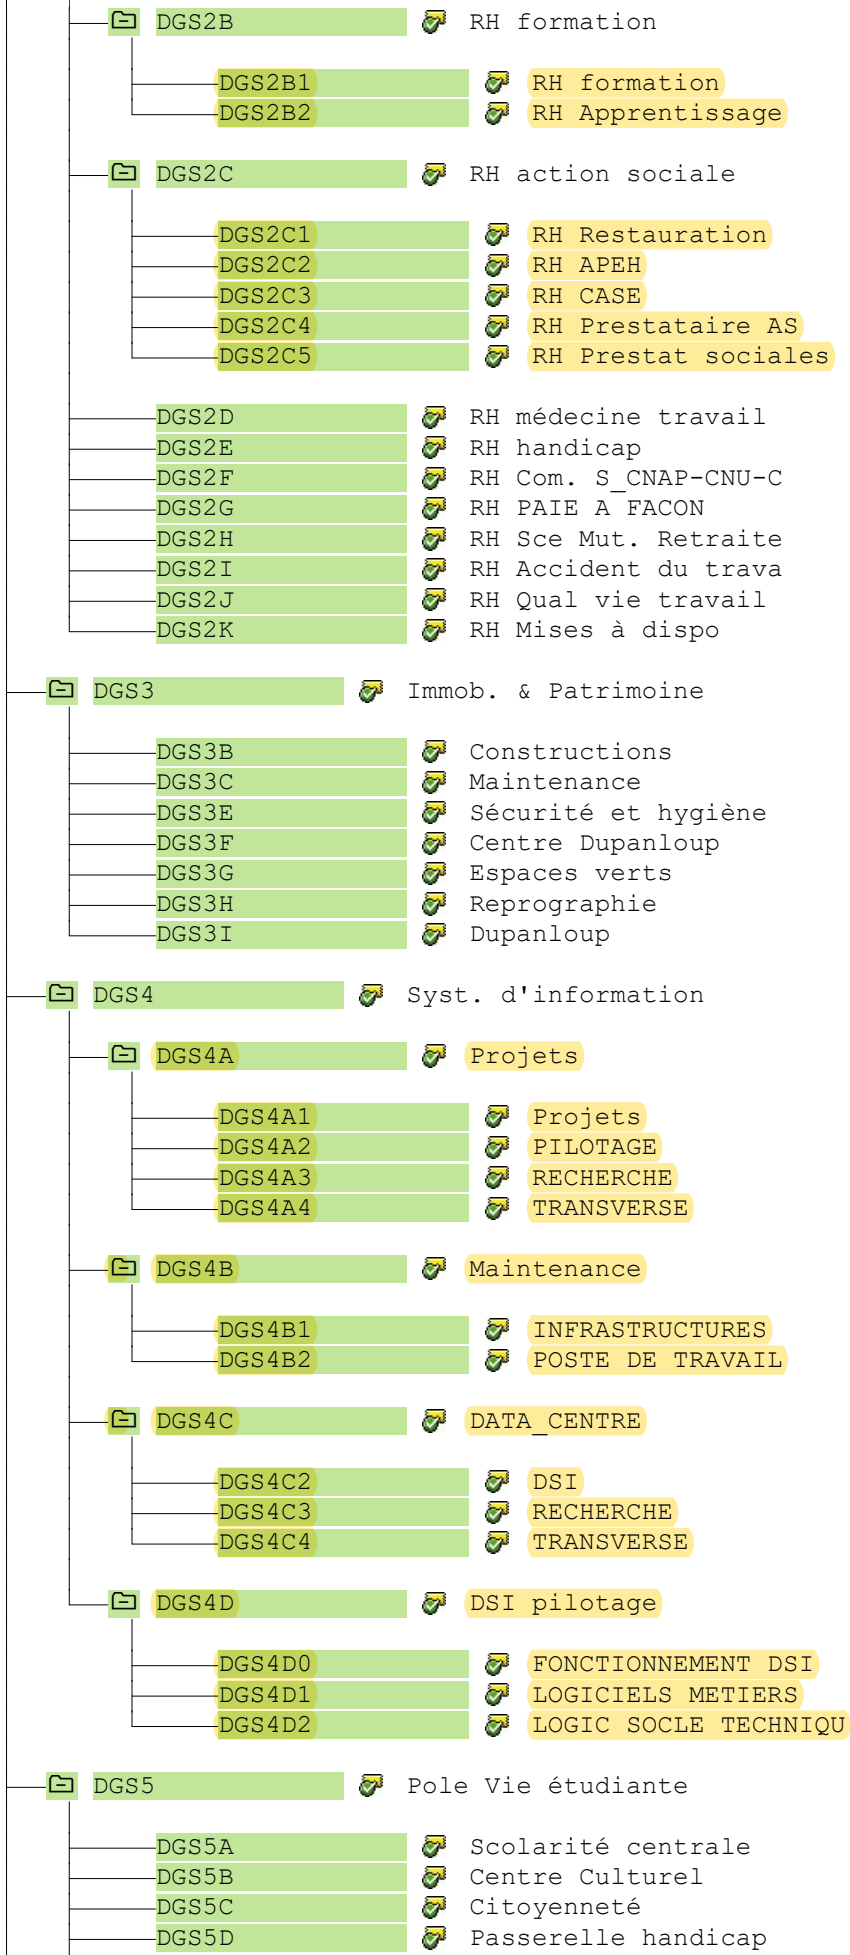 DGS2B RH formation
DGS2B1 RH formation
DGS2B2 RH Apprentissage
DGS2C RH action sociale
DGS2C1 RH Restauration
DGS2C2 RH APEH
DGS2C3 RH CASE
DGS2C4 RH Prestataire AS
DGS2C5 RH Prestat sociales
DGS2D RH médecine travail
DGS2E RH handicap
DGS2F RH Com. S_CNAP-CNU-C
DGS2G RH PAIE A FACON
DGS2H RH Sce Mut. Retraite
DGS2I RH Accident du trava
DGS2J RH Qual vie travail
DGS2K RH Mises à dispo
DGS3 Immob. & Patrimoine
DGS3B Constructions
DGS3C Maintenance
DGS3E Sécurité et hygiène
DGS3F Centre Dupanloup
DGS3G Espaces verts
DGS3H Reprographie
DGS3I Dupanloup
DGS4 Syst. d'information
DGS4A Projets
DGS4A1 Projets
DGS4A2 PILOTAGE
DGS4A3 RECHERCHE
DGS4A4 TRANSVERSE
DGS4B Maintenance
DGS4B1 INFRASTRUCTURES
DGS4B2 POSTE DE TRAVAIL
DGS4C DATA_CENTRE
DGS4C2 DSI
DGS4C3 RECHERCHE
DGS4C4 TRANSVERSE
DGS4D DSI pilotage
DGS4D0 FONCTIONNEMENT DSI
DGS4D1 LOGICIELS METIERS
DGS4D2 LOGIC SOCLE TECHNIQU
DGS5 Pole Vie étudiante
DGS5A Scolarité centrale
DGS5B Centre Culturel
DGS5C Citoyenneté
DGS5D Passerelle handicap